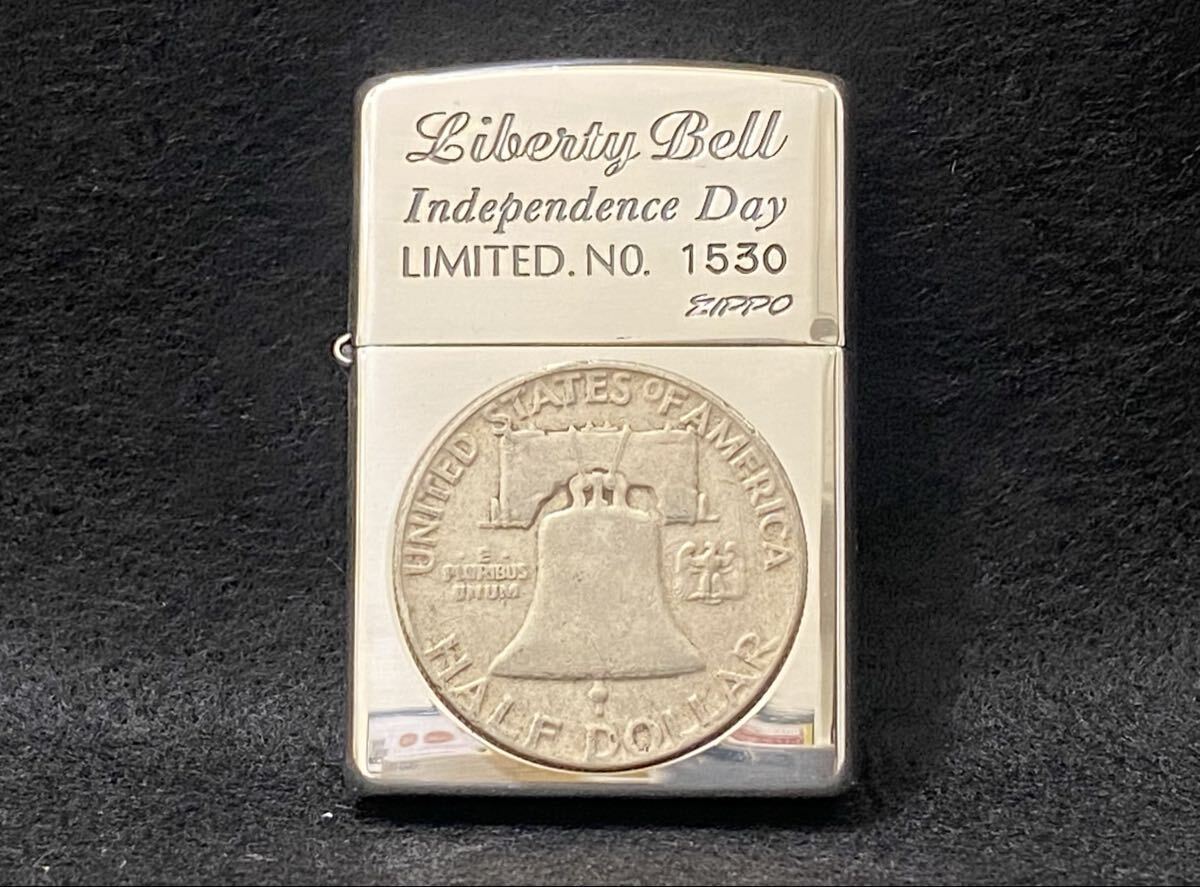 Liberty Bell
Independence Day
LIMITED. NO. 1530
ZIPPO
UNITED STATES OF AMERICA
· E ·
PLURIBUS
UNUM
HALF DOLLAR